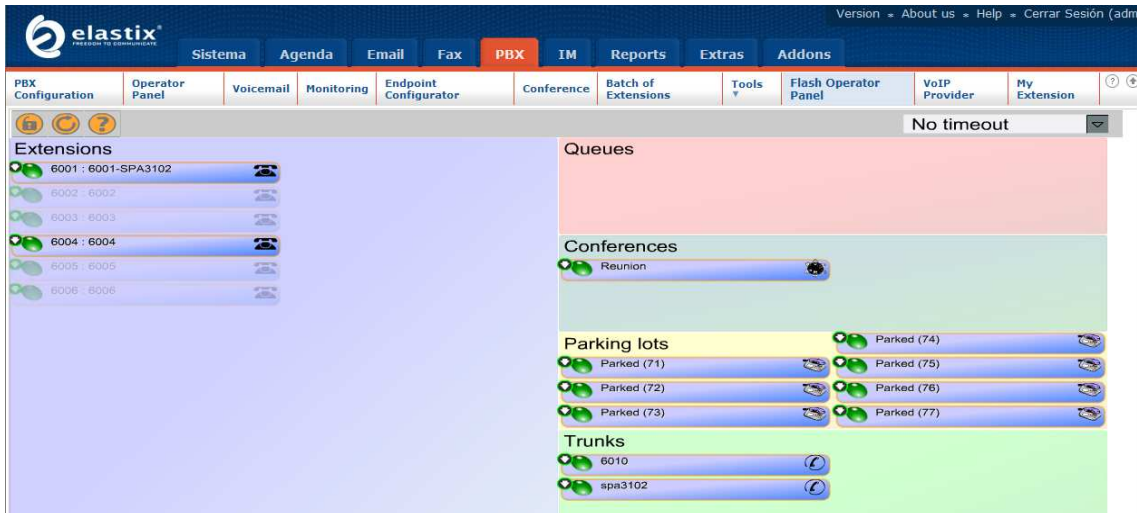 Version About us Help Cerrar Sesión (adm
elastix
FREEDOM TO COMMUNICATE
Sistema Agenda Email Fax PBX IM Reports Extras Addons
PBX Configuration Operator Panel Voicemail Monitoring Endpoint Configurator Conference Batch of Extensions Tools Flash Operator Panel VoIP Provider My Extension
No timeout
Extensions
6001 : 6001-SPA3102
6002 : 6002
6003 : 6003
6004 : 6004
6005 : 6005
6006 : 6006
Queues
Conferences
Reunion
Parking lots
Parked (71)
Parked (72)
Parked (73)
Parked (74)
Parked (75)
Parked (76)
Parked (77)
Trunks
6010
spa3102